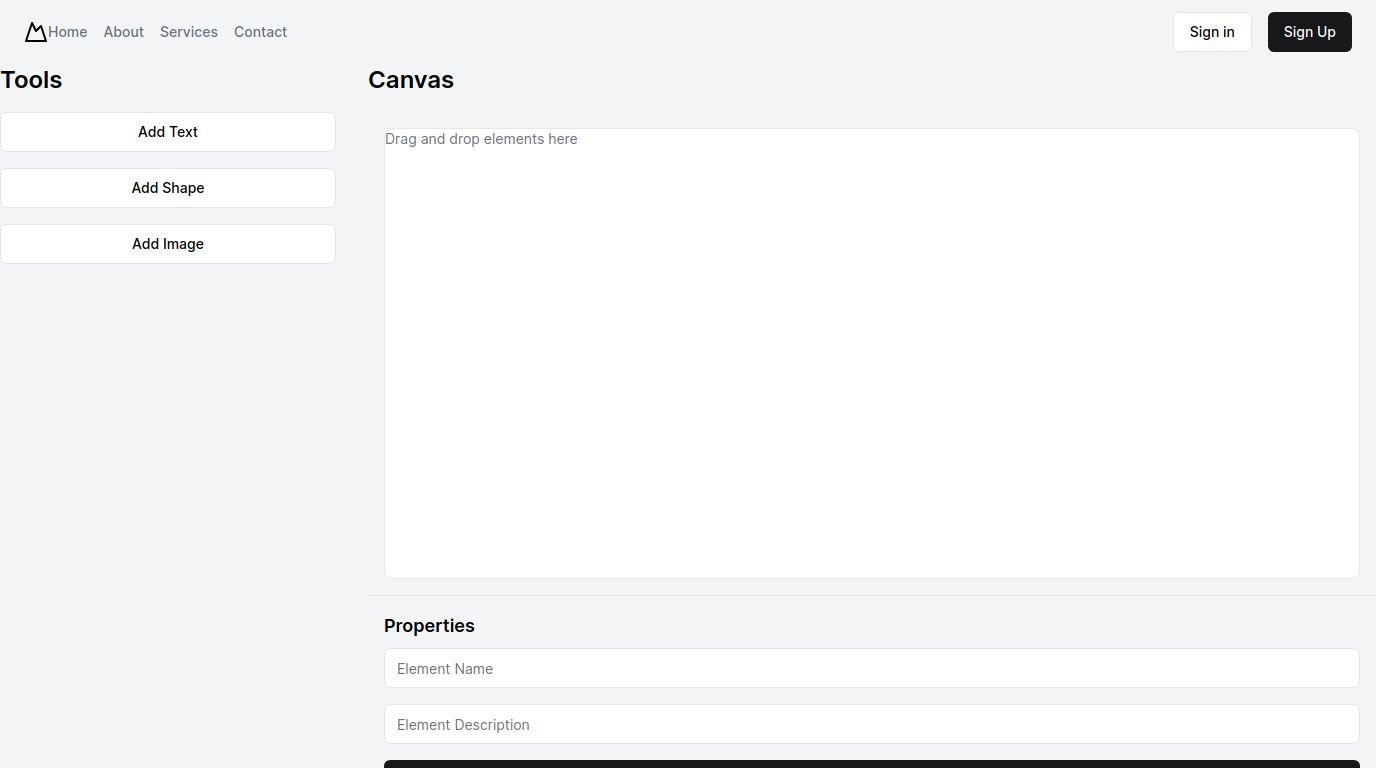 Home About Services Contact Sign in Sign Up
Tools
Add Text
Add Shape
Add Image
Canvas
Drag and drop elements here
Properties
Element Name
Element Description